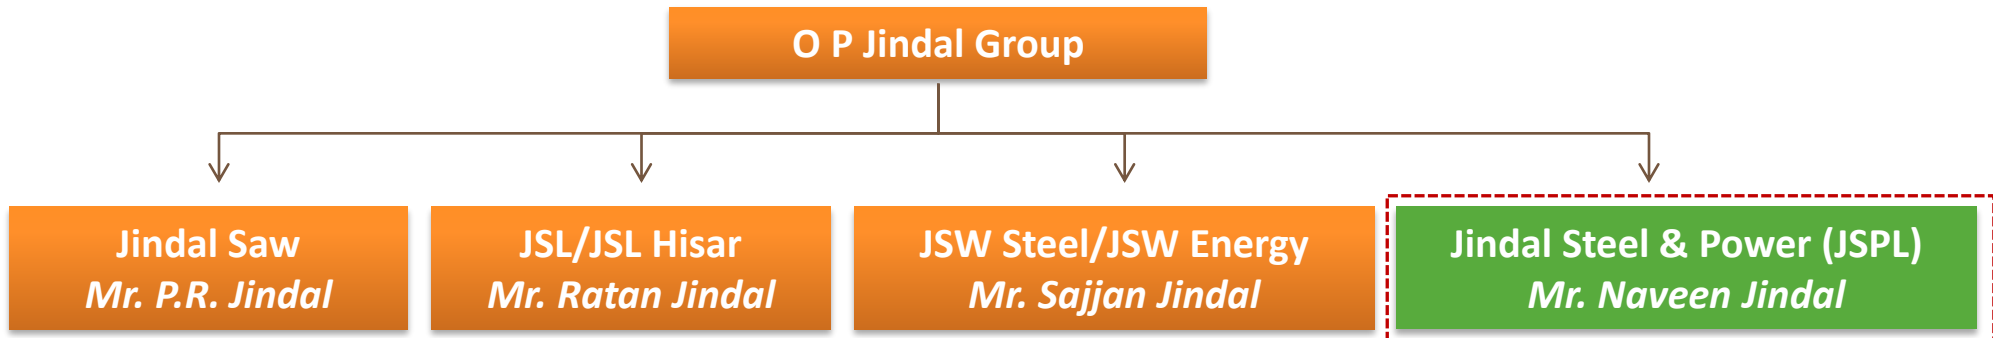 O P Jindal Group
Jindal Saw
Mr. P.R. Jindal
JSL/JSL Hisar
Mr. Ratan Jindal
JSW Steel/JSW Energy
Mr. Sajjan Jindal
Jindal Steel & Power (JSPL)
Mr. Naveen Jindal